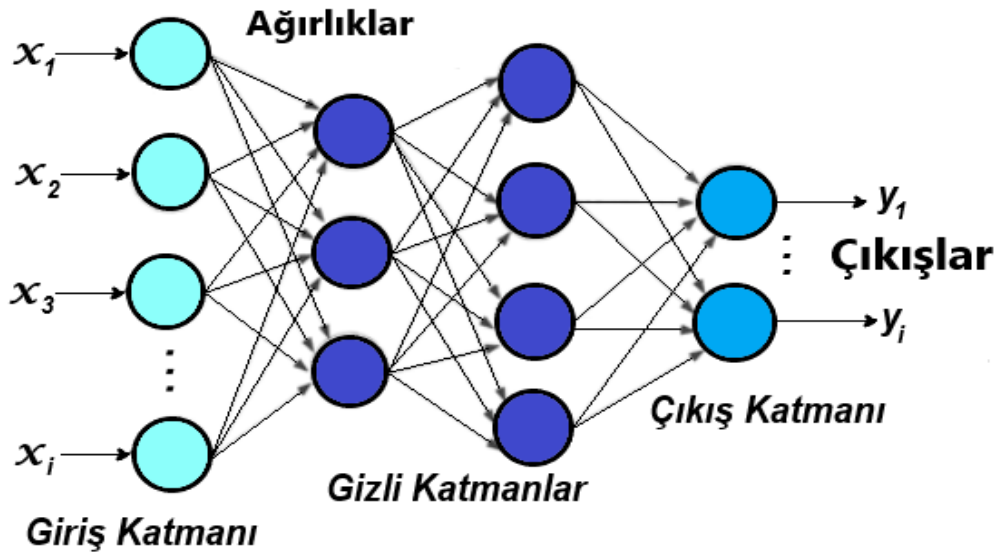 Ağırlıklar
x1
x2
x3
xi
y1
Çıkışlar
yi
Çıkış Katmanı
Gizli Katmanlar
Giriş Katmanı